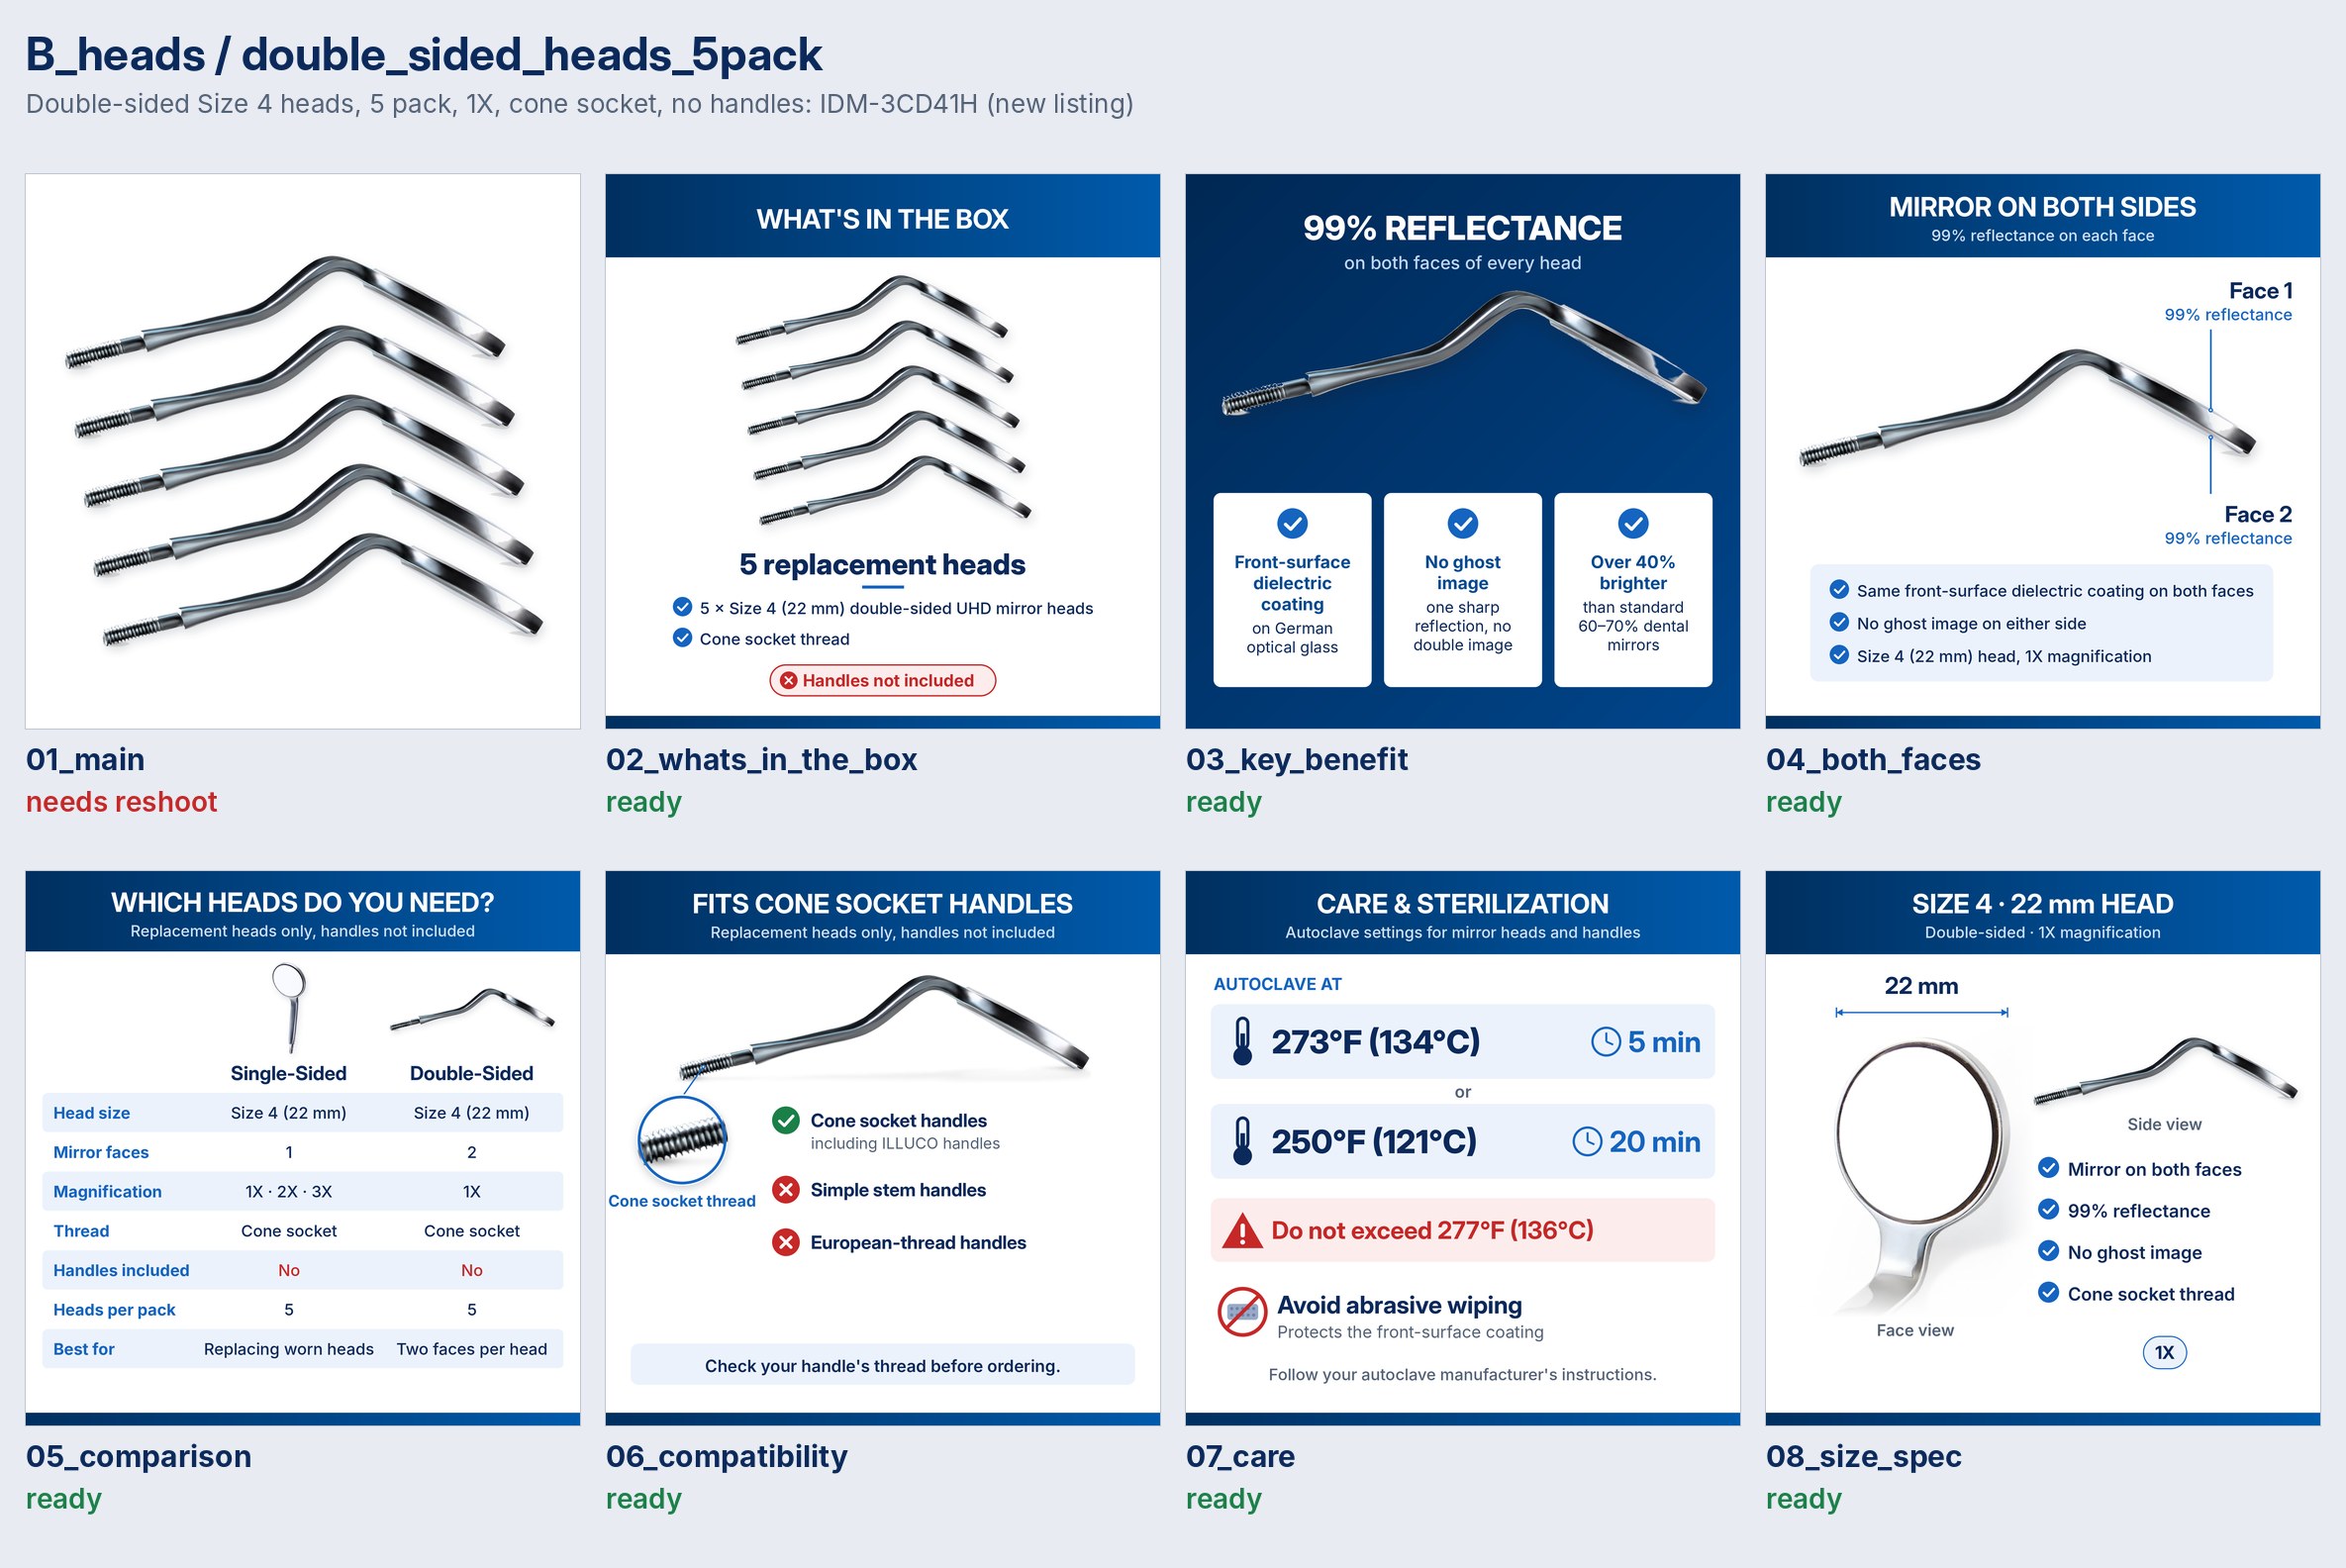 B_heads / double_sided_heads_5pack
Double-sided Size 4 heads, 5 pack, 1X, cone socket, no handles: IDM-3CD41H (new listing)
01_main
needs reshoot
WHAT'S IN THE BOX
5 replacement heads
5 × Size 4 (22 mm) double-sided UHD mirror heads
Cone socket thread
Handles not included
02_whats_in_the_box
ready
99% REFLECTANCE
on both faces of every head
Front-surface
dielectric
coating
on German
optical glass
No ghost
image
one sharp
reflection, no
double image
Over 40%
brighter
than standard
60–70% dental
mirrors
03_key_benefit
ready
MIRROR ON BOTH SIDES
99% reflectance on each face
Face 1
99% reflectance
Face 2
99% reflectance
Same front-surface dielectric coating on both faces
No ghost image on either side
Size 4 (22 mm) head, 1X magnification
04_both_faces
ready
WHICH HEADS DO YOU NEED?
Replacement heads only, handles not included
Single-Sided Double-Sided
Head size Size 4 (22 mm) Size 4 (22 mm)
Mirror faces 1 2
Magnification 1X · 2X · 3X 1X
Thread Cone socket Cone socket
Handles included No No
Heads per pack 5 5
Best for Replacing worn heads Two faces per head
05_comparison
ready
FITS CONE SOCKET HANDLES
Replacement heads only, handles not included
Cone socket thread
Cone socket handles
including ILLUCO handles
Simple stem handles
European-thread handles
Check your handle's thread before ordering.
06_compatibility
ready
CARE & STERILIZATION
Autoclave settings for mirror heads and handles
AUTOCLAVE AT
273°F (134°C) 5 min
or
250°F (121°C) 20 min
Do not exceed 277°F (136°C)
Avoid abrasive wiping
Protects the front-surface coating
Follow your autoclave manufacturer's instructions.
07_care
ready
SIZE 4 · 22 mm HEAD
Double-sided · 1X magnification
22 mm
Side view
Mirror on both faces
99% reflectance
No ghost image
Cone socket thread
Face view
1X
08_size_spec
ready